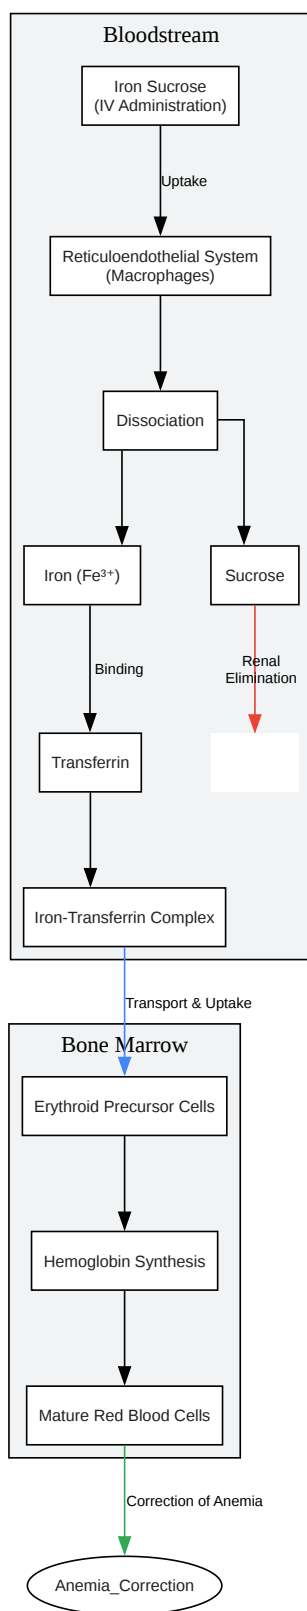 Bloodstream
Iron Sucrose
(IV Administration)
Uptake
Reticuloendothelial System
(Macrophages)
Dissociation
Iron (Fe³⁺)
Sucrose
Binding
Renal
Elimination
Transferrin
Iron-Transferrin Complex
Transport & Uptake
Bone Marrow
Erythroid Precursor Cells
Hemoglobin Synthesis
Mature Red Blood Cells
Correction of Anemia
Anemia_Correction